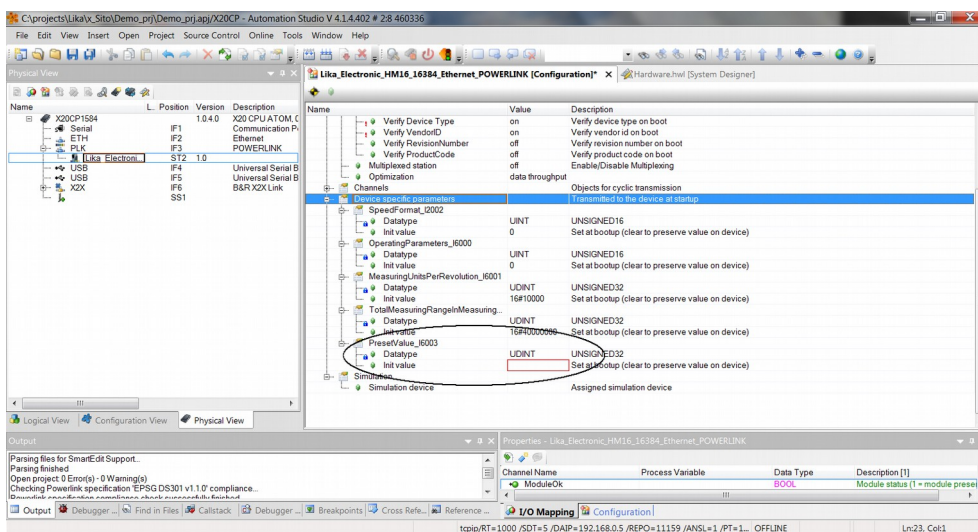 C:\projects\Lika\x_Sito\Demo_prj\Demo_prj.apj/X20CP - Automation Studio V 4.1.4.402 # 2:8 460336
File Edit View Insert Open Project Source Control Online Tools Window Help
Physical View
Lika_Electronic_HM16_16384_Ethernet_POWERLINK [Configuration]* X Hardware.hwl [System Designer]
Name L.. Position Version Description
X20CP1584 1.0.4.0 X20 CPU ATOM, 0
Serial IF1 Communication P
ETH IF2 Ethernet
PLK IF3 POWERLINK
Lika_Electroni... ST2 1.0
USB IF4 Universal Serial B
USB IF5 Universal Serial B
X2X IF6 B&R X2X Link
SS1
Name Value Description
Verify Device Type on Verify device type on boot
Verify VendorID on Verify vendor id on boot
Verify RevisionNumber off Verify revision number on boot
Verify ProductCode off Verify product code on boot
Multiplexed station off Enable/Disable Multiplexing
Optimization data throughput
Channels Objects for cyclic transmission
Device specific parameters Transmitted to the device at startup
SpeedFormat_I2002
Datatype UINT UNSIGNED16
Init value 0 Set at bootup (clear to preserve value on device)
OperatingParameters_I6000
Datatype UINT UNSIGNED16
Init value 0 Set at bootup (clear to preserve value on device)
MeasuringUnitsPerRevolution_I6001
Datatype UDINT UNSIGNED32
Init value 16#10000 Set at bootup (clear to preserve value on device)
TotalMeasuringRangeInMeasuring...
Datatype UDINT UNSIGNED32
Init value 16#40000000 Set at bootup (clear to preserve value on device)
PresetValue_I6003
Datatype UDINT UNSIGNED32
Init value Set at bootup (clear to preserve value on device)
Simulation
Simulation device Assigned simulation device
Logical View Configuration View Physical View
Output
Parsing files for SmartEdit Support...
Parsing finished
Open project: 0 Error(s) - 0 Warning(s)
Checking Powerlink specification 'EPSG DS301 v1.1.0' compliance...
Powerlink specification compliance check successfully finished
Output Debugger ... Find in Files Callstack Debugger ... Breakpoints Cross Refe... Reference ...
Properties - Lika_Electronic_HM16_16384_Ethernet_POWERLINK
Channel Name Process Variable Data Type Description [1]
ModuleOk BOOL Module status (1 = module prese
I/O Mapping Configuration
tcpip/RT=1000 /SDT=5 /DAIP=192.168.0.5 /REPO=11159 /ANSL=1 /PT=1... OFFLINE Ln:23, Col:1